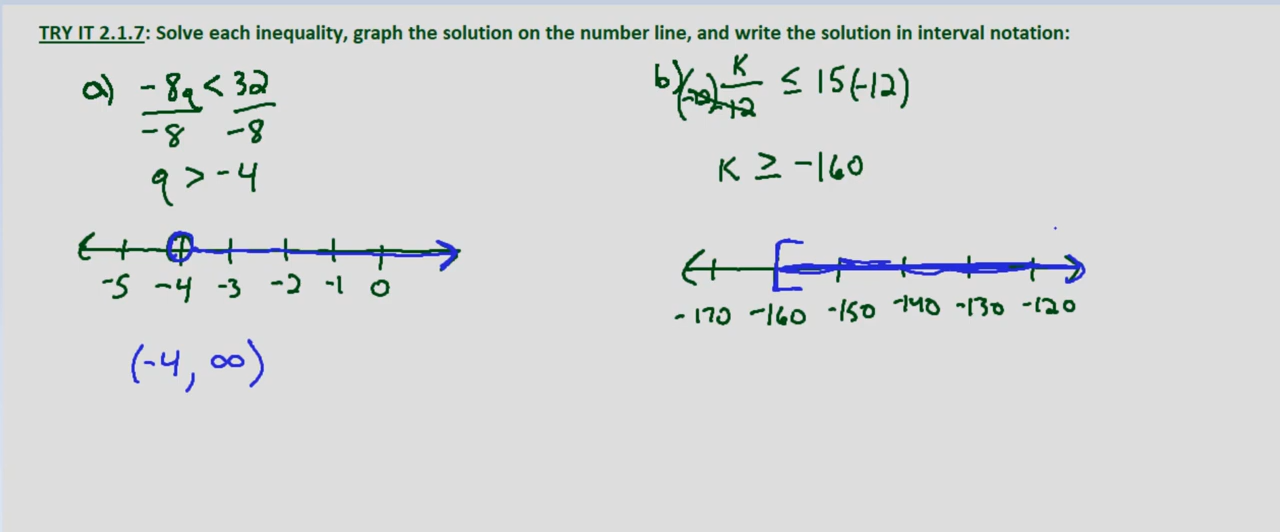 TRY IT 2.1.7: Solve each inequality, graph the solution on the number line, and write the solution in interval notation:
a) -8q < 32
-8 -8
q > -4
-5 -4 -3 -2 -1 0
(-4, ∞)
b) (-12) K/-12 ≤ 15(-12)
K ≥ -160
-170 -160 -150 -140 -130 -120